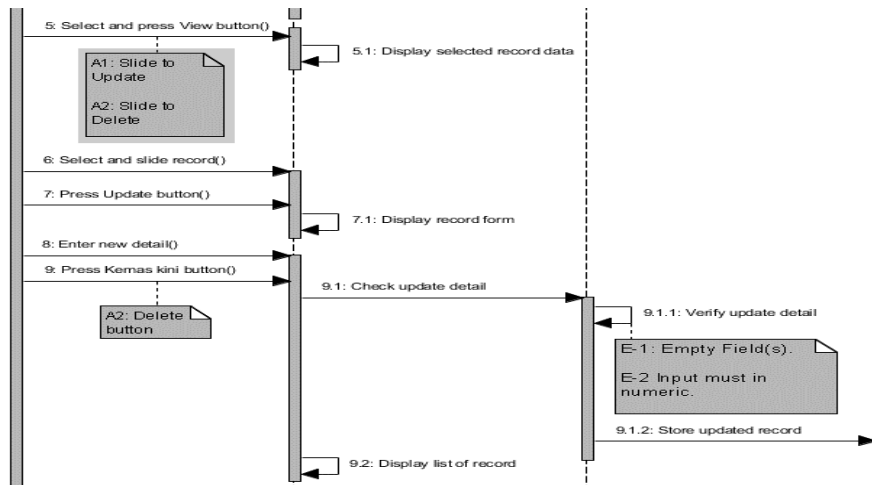 5: Select and press View button()
5.1: Display selected record data
A1: Slide to
Update
A2: Slide to
Delete
6: Select and slide record()
7: Press Update button()
7.1: Display record form
8: Enter new detail()
9: Press Kemas kini button()
9.1: Check update detail
A2: Delete
button
9.1.1: Verify update detail
E-1: Empty Field(s).
E-2 Input must in
numeric.
9.1.2: Store updated record
9.2: Display list of record